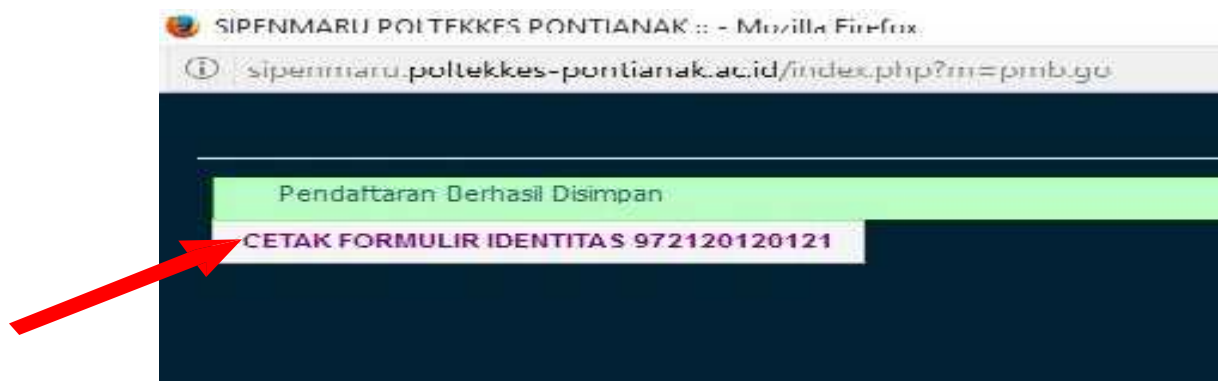 SIPENMARU POLTEKKES PONTIANAK :: - Mozilla Firefox
sipenmaru.poltekkes-pontianak.ac.id/index.php?m=pmb.go
Pendaftaran Berhasil Disimpan
CETAK FORMULIR IDENTITAS 972120120121